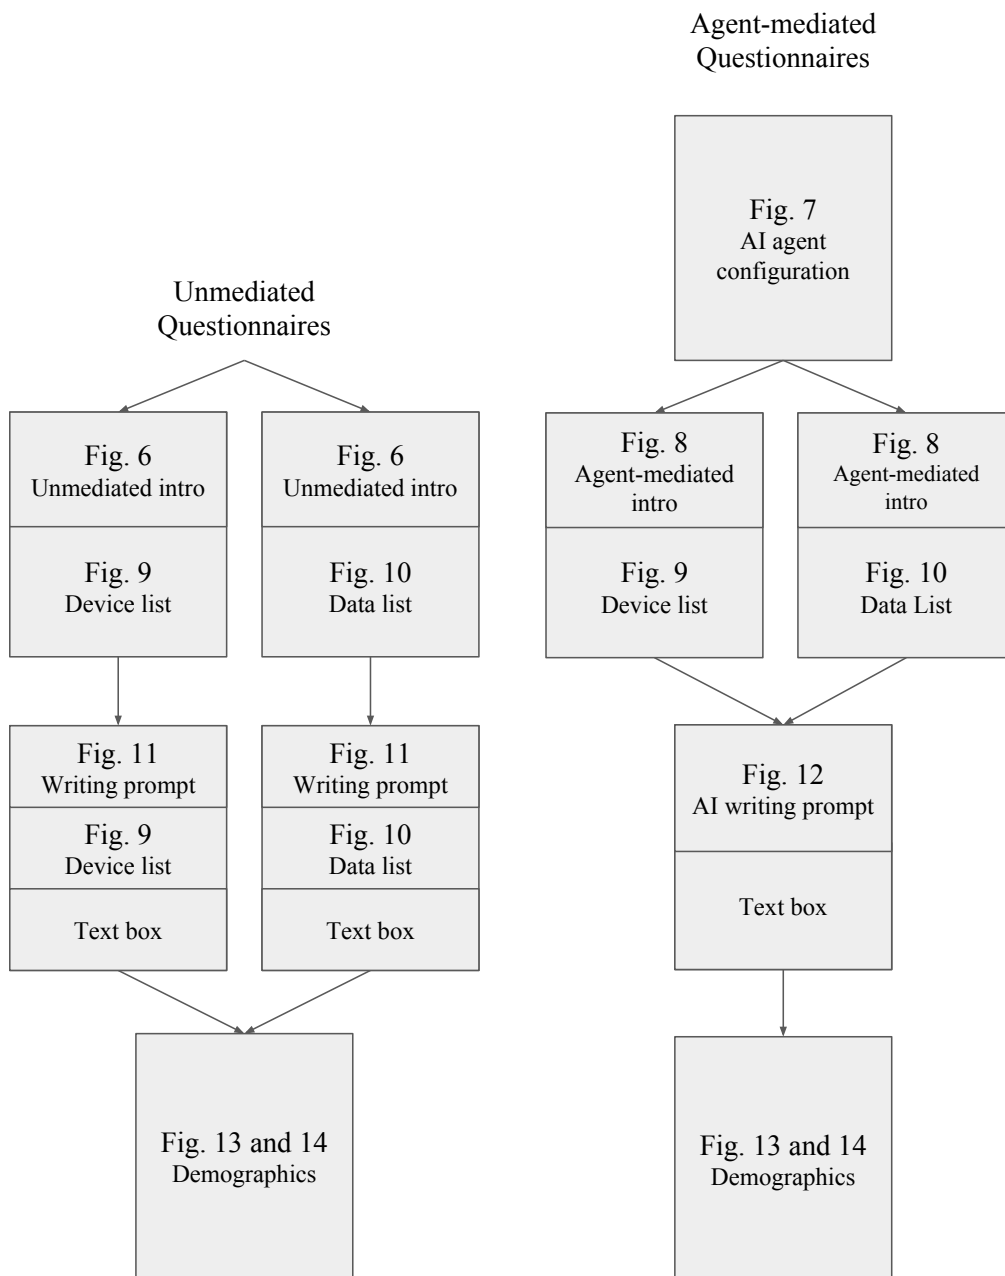 Agent-mediated
Questionnaires
Fig. 7
AI agent
configuration
Unmediated
Questionnaires
Fig. 6
Unmediated intro
Fig. 9
Device list
Fig. 6
Unmediated intro
Fig. 10
Data list
Fig. 8
Agent-mediated
intro
Fig. 9
Device list
Fig. 8
Agent-mediated
intro
Fig. 10
Data List
Fig. 11
Writing prompt
Fig. 9
Device list
Text box
Fig. 11
Writing prompt
Fig. 10
Data list
Text box
Fig. 12
AI writing prompt
Text box
Fig. 13 and 14
Demographics
Fig. 13 and 14
Demographics